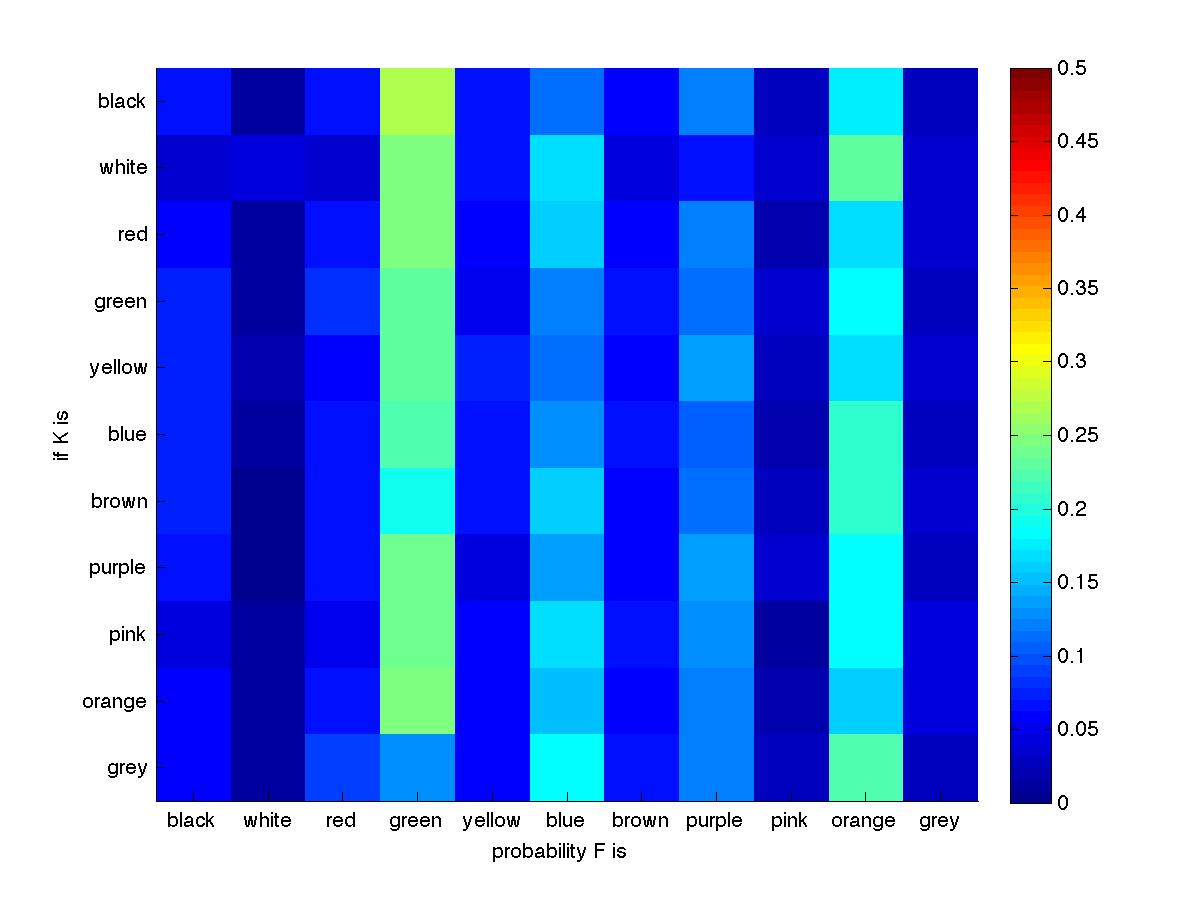 black
white
red
green
yellow
blue
brown
purple
pink
orange
grey
if K is
black white red green yellow blue brown purple pink orange grey
probability F is
0.5
0.45
0.4
0.35
0.3
0.25
0.2
0.15
0.1
0.05
0